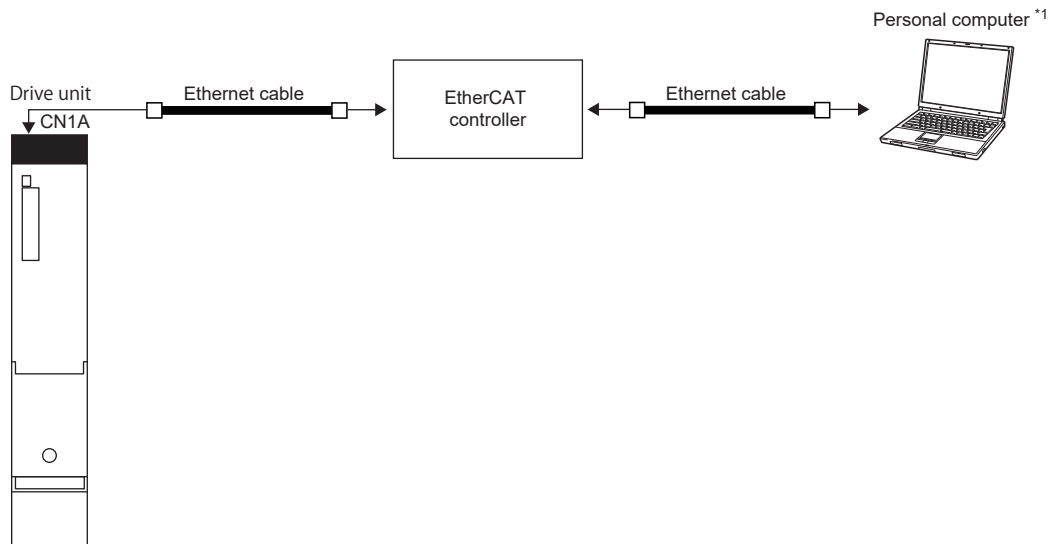 Personal computer *1
Drive unit
CN1A
Ethernet cable
EtherCAT
controller
Ethernet cable